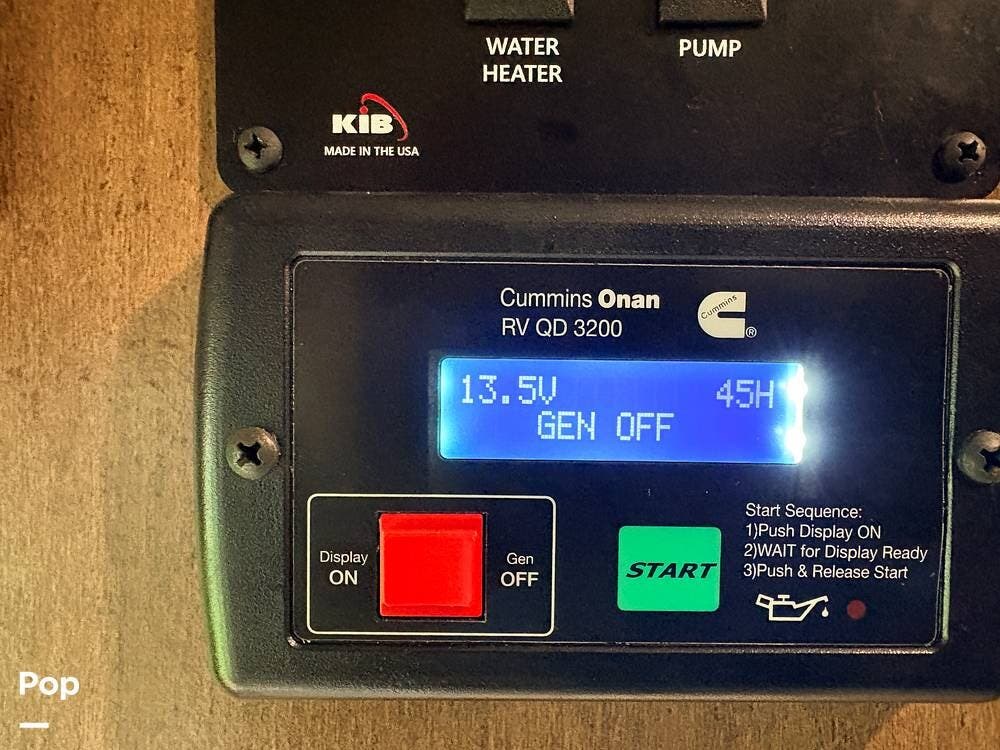 WATER
HEATER
PUMP
KiB
MADE IN THE USA
Cummins Onan
RV QD 3200
Cummins
®
13.5V 45H
GEN OFF
Display
ON
Gen
OFF
START
Start Sequence:
1)Push Display ON
2)WAIT for Display Ready
3)Push & Release Start
Pop